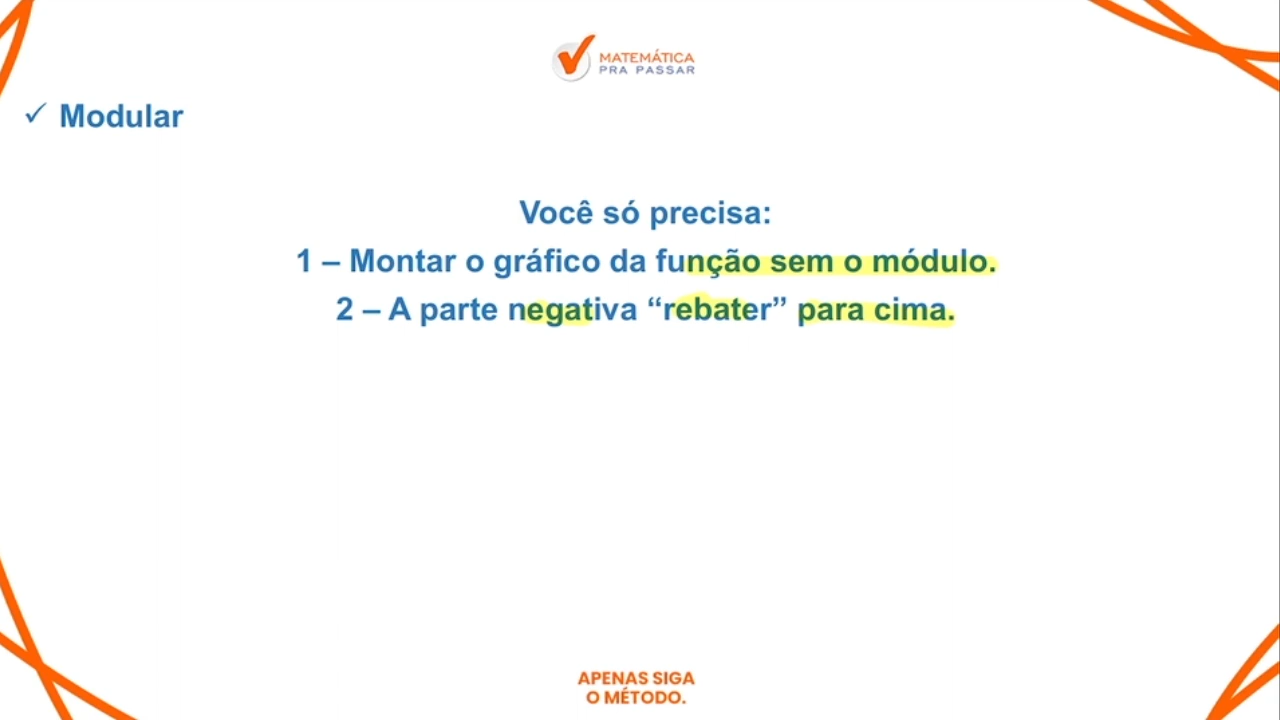 MATEMÁTICA
PRA PASSAR
✓ Modular
Você só precisa:
1 – Montar o gráfico da função sem o módulo.
2 – A parte negativa “rebater” para cima.
APENAS SIGA
O MÉTODO.